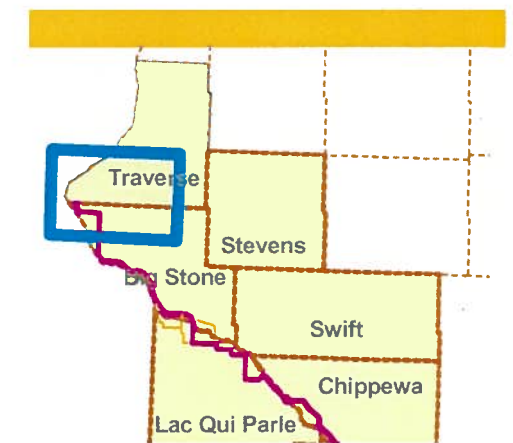 Traverse
Stevens
Big Stone
Swift
Chippewa
Lac Qui Parle